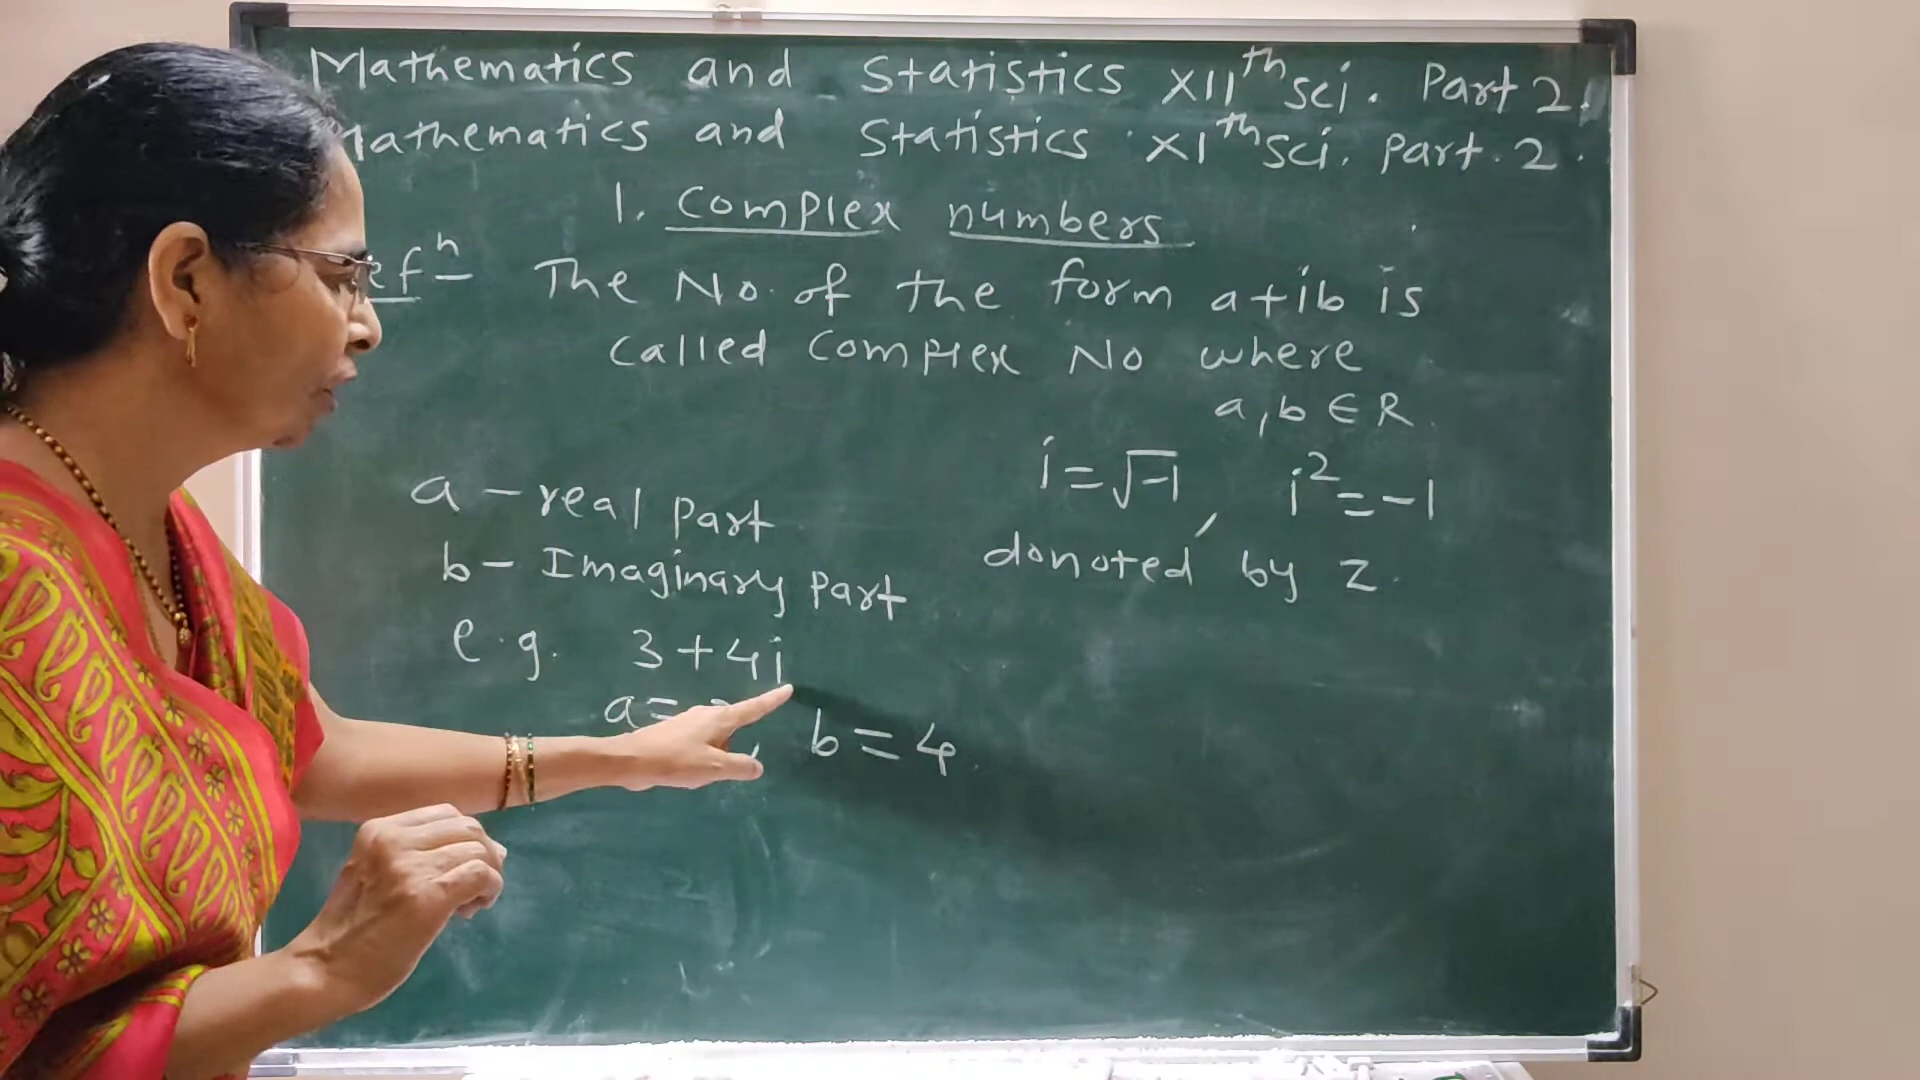 Mathematics and Statistics XIIth sci. Part 2.
Mathematics and Statistics XIth sci. Part. 2.
1. Complex numbers
The No. of the form a+ib is
Called Complex No where
a, b ∈ R.
i = √-1, i² = -1
donoted by z.
a - real Part
b - Imaginary Part
e.g. 3+4i
a= , b = 4